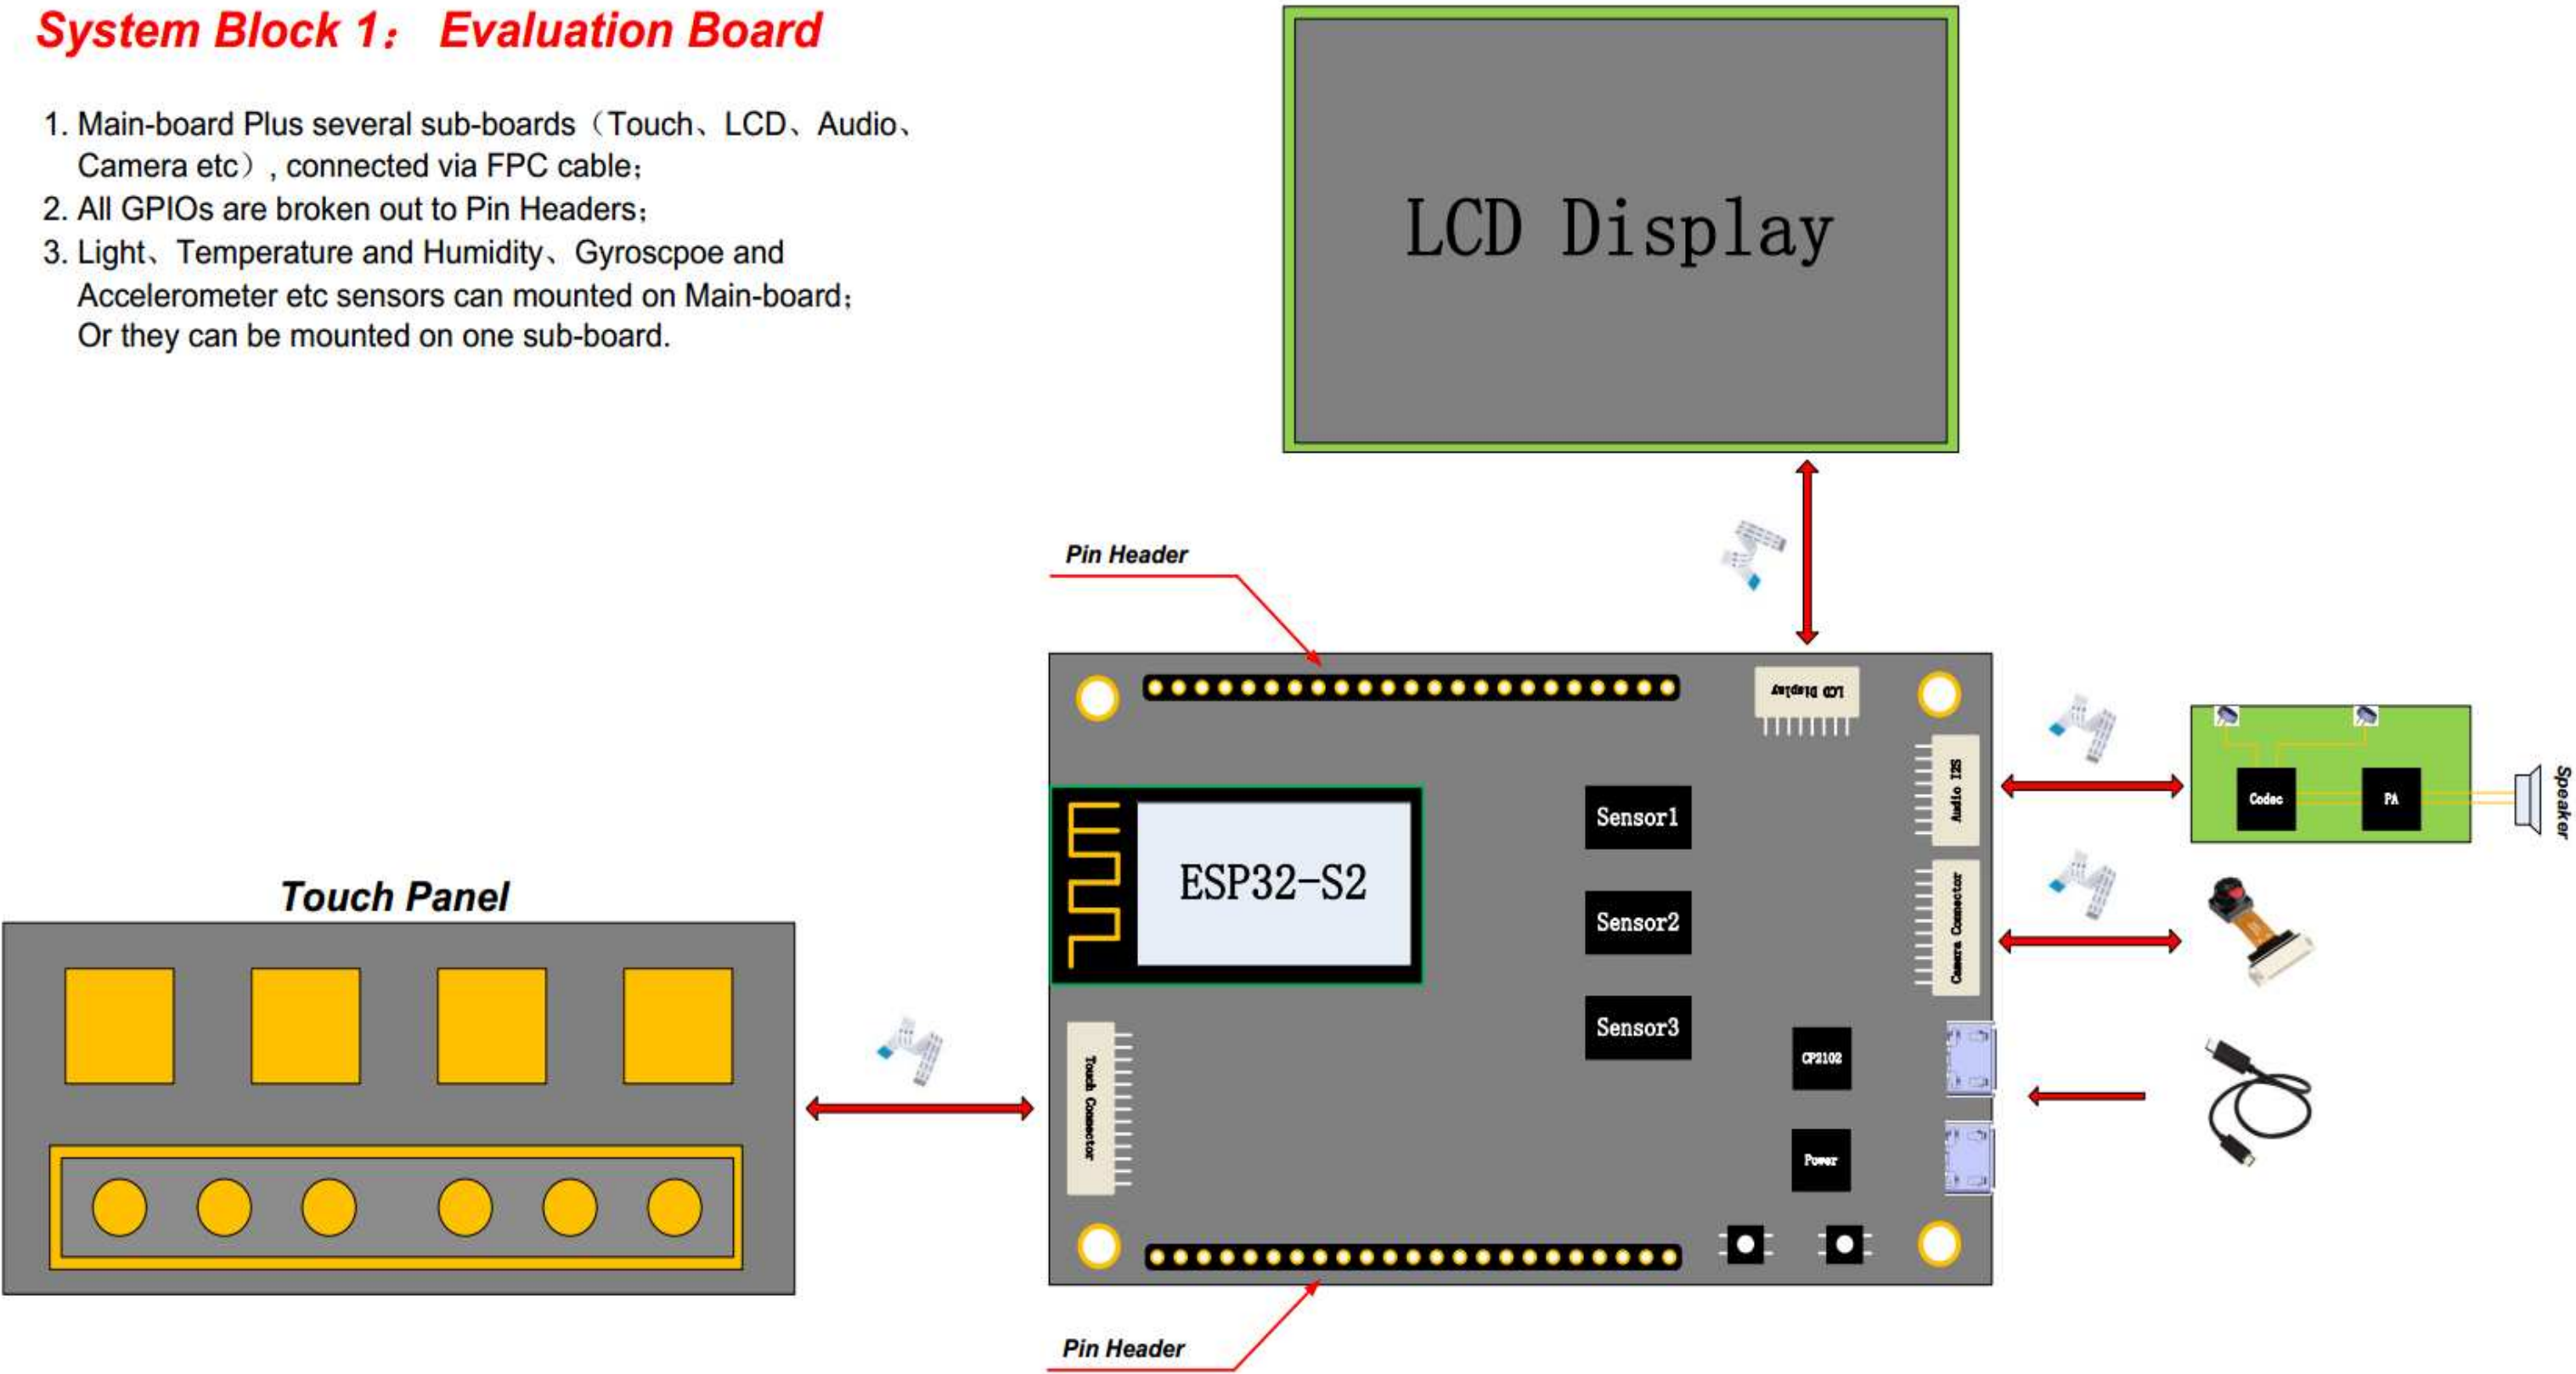 System Block 1： Evaluation Board
1. Main-board Plus several sub-boards（Touch、LCD、Audio、
Camera etc）, connected via FPC cable；
2. All GPIOs are broken out to Pin Headers；
3. Light、Temperature and Humidity、Gyroscpoe and
Accelerometer etc sensors can mounted on Main-board；
Or they can be mounted on one sub-board.
LCD Display
Pin Header
LCD Display
Audio I2S
Codec
PA
Speaker
Sensor1
ESP32-S2
Sensor2
Camera Connector
Touch Panel
Sensor3
CP2102
Touch Connector
Power
Pin Header